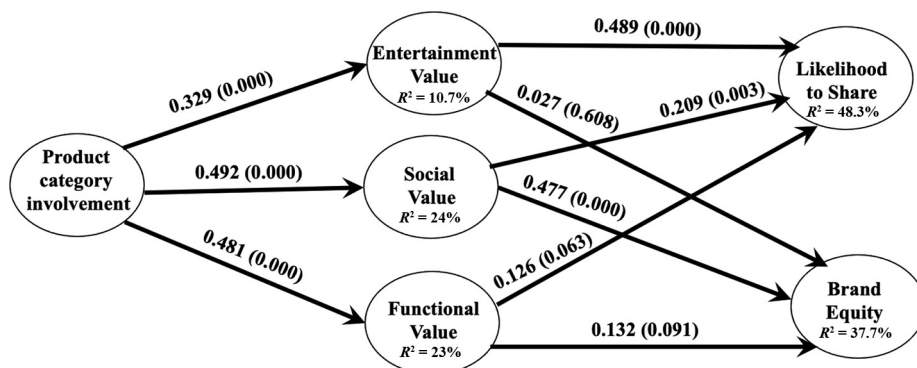 Product
category
involvement
0.329 (0.000)
0.492 (0.000)
0.481 (0.000)
Entertainment
Value
R² = 10.7%
Social
Value
R² = 24%
Functional
Value
R² = 23%
0.489 (0.000)
0.027 (0.608)
0.209 (0.003)
0.477 (0.000)
0.126 (0.063)
0.132 (0.091)
Likelihood
to Share
R² = 48.3%
Brand
Equity
R² = 37.7%